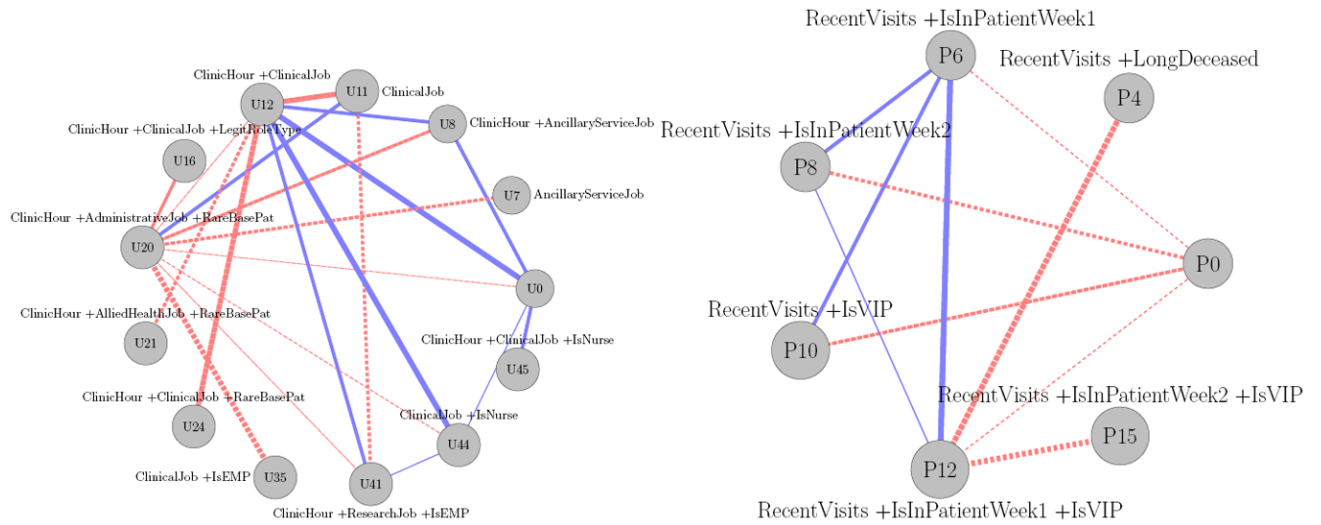 ClinicHour +ClinicalJob
U12
U11
ClinicalJob
ClinicHour +ClinicalJob +LegitRoleType
U8
ClinicHour +AncillaryServiceJob
U16
U7
AncillaryServiceJob
ClinicHour +AdministrativeJob +RareBasePat
U20
U0
ClinicHour +AlliedHealthJob +RareBasePat
U21
ClinicHour +ClinicalJob +IsNurse
U45
ClinicHour +ClinicalJob +RareBasePat
U24
ClinicalJob +IsNurse
U44
ClinicalJob +IsEMP
U35
U41
ClinicHour +ResearchJob +IsEMP
RecentVisits +IsInPatientWeek1
P6
RecentVisits +LongDeceased
P4
RecentVisits +IsInPatientWeek2
P8
P0
RecentVisits +IsVIP
P10
RecentVisits +IsInPatientWeek2 +IsVIP
P15
P12
RecentVisits +IsInPatientWeek1 +IsVIP